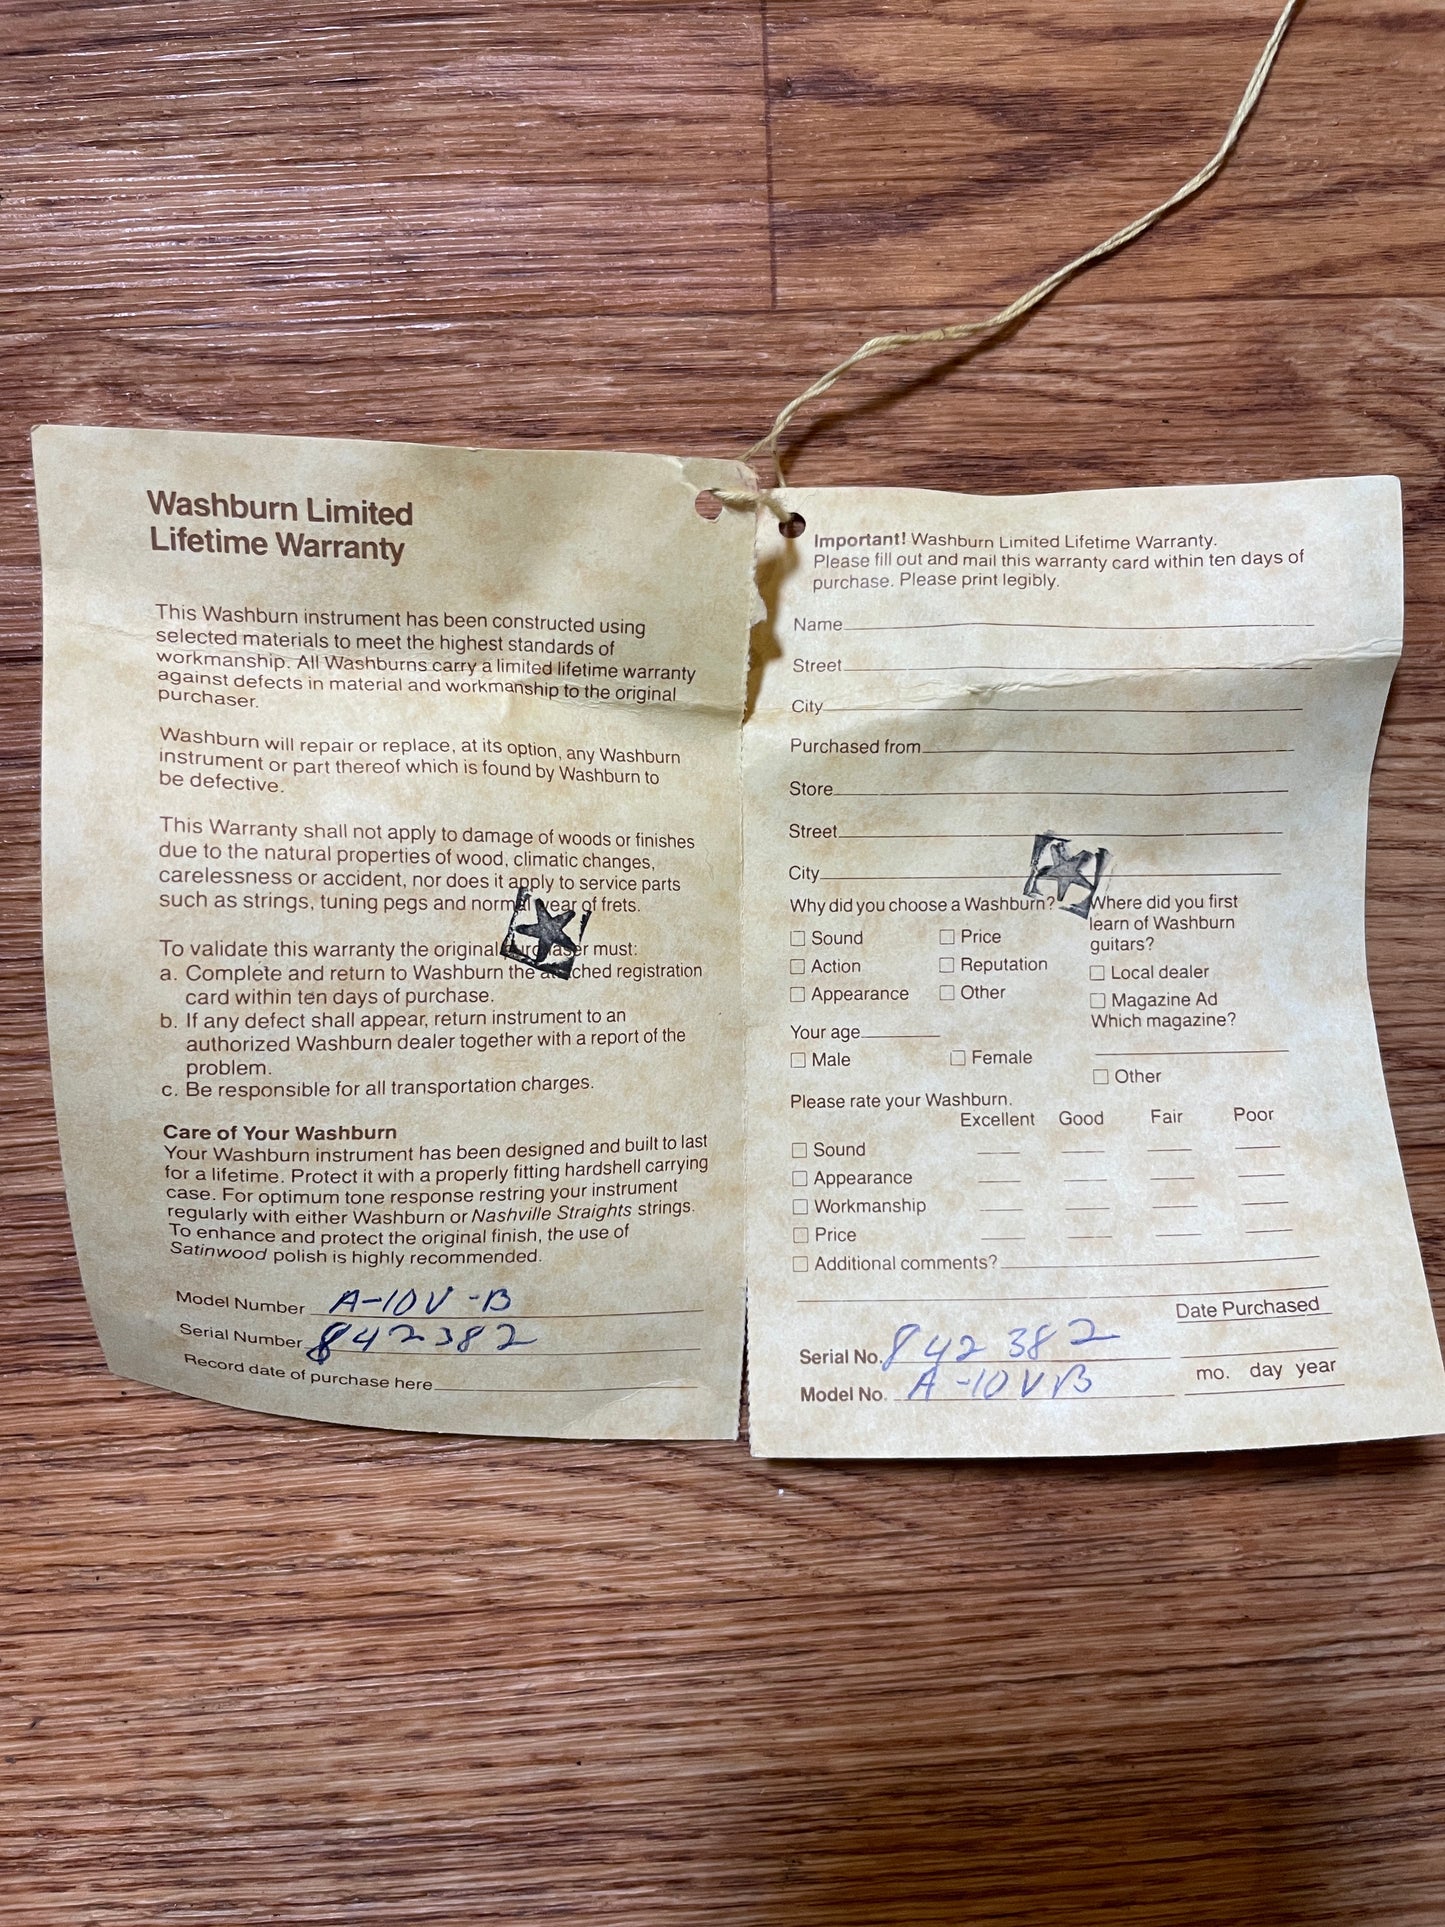 Washburn Limited
Lifetime Warranty
This Washburn instrument has been constructed using
selected materials to meet the highest standards of
workmanship. All Washburns carry a limited lifetime warranty
against defects in material and workmanship to the original
purchaser.
Washburn will repair or replace, at its option, any Washburn
instrument or part thereof which is found by Washburn to
be defective.
This Warranty shall not apply to damage of woods or finishes
due to the natural properties of wood, climatic changes,
carelessness or accident, nor does it apply to service parts
such as strings, tuning pegs and normal wear of frets.
To validate this warranty the original purchaser must:
a. Complete and return to Washburn the attached registration
card within ten days of purchase.
b. If any defect shall appear, return instrument to an
authorized Washburn dealer together with a report of the
problem.
c. Be responsible for all transportation charges.
Care of Your Washburn
Your Washburn instrument has been designed and built to last
for a lifetime. Protect it with a properly fitting hardshell carrying
case. For optimum tone response restring your instrument
regularly with either Washburn or Nashville Straights strings.
To enhance and protect the original finish, the use of
Satinwood polish is highly recommended.
Model Number A-10V-B
Serial Number 842382
Record date of purchase here
Important! Washburn Limited Lifetime Warranty.
Please fill out and mail this warranty card within ten days of
purchase. Please print legibly.
Name
Street
City
Purchased from
Store
Street
City
Why did you choose a Washburn?
Sound Price
Action Reputation
Appearance Other
Where did you first
learn of Washburn
guitars?
Local dealer
Magazine Ad
Which magazine?
Other
Your age
Male Female
Please rate your Washburn.
Excellent Good Fair Poor
Sound
Appearance
Workmanship
Price
Additional comments?
Date Purchased
Serial No. 842382
Model No. A-10VB
mo. day year